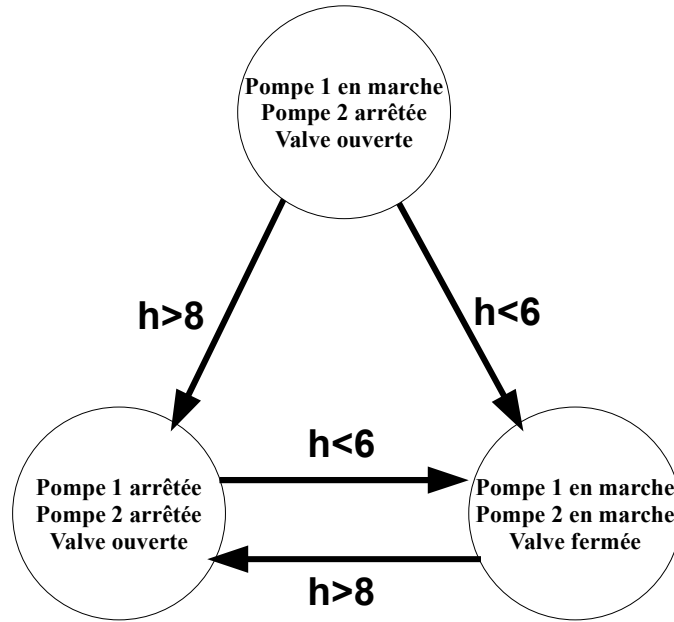 Pompe 1 en marche
Pompe 2 arrêtée
Valve ouverte
h>8
h<6
h<6
Pompe 1 arrêtée
Pompe 2 arrêtée
Valve ouverte
Pompe 1 en marche
Pompe 2 en marche
Valve fermée
h>8